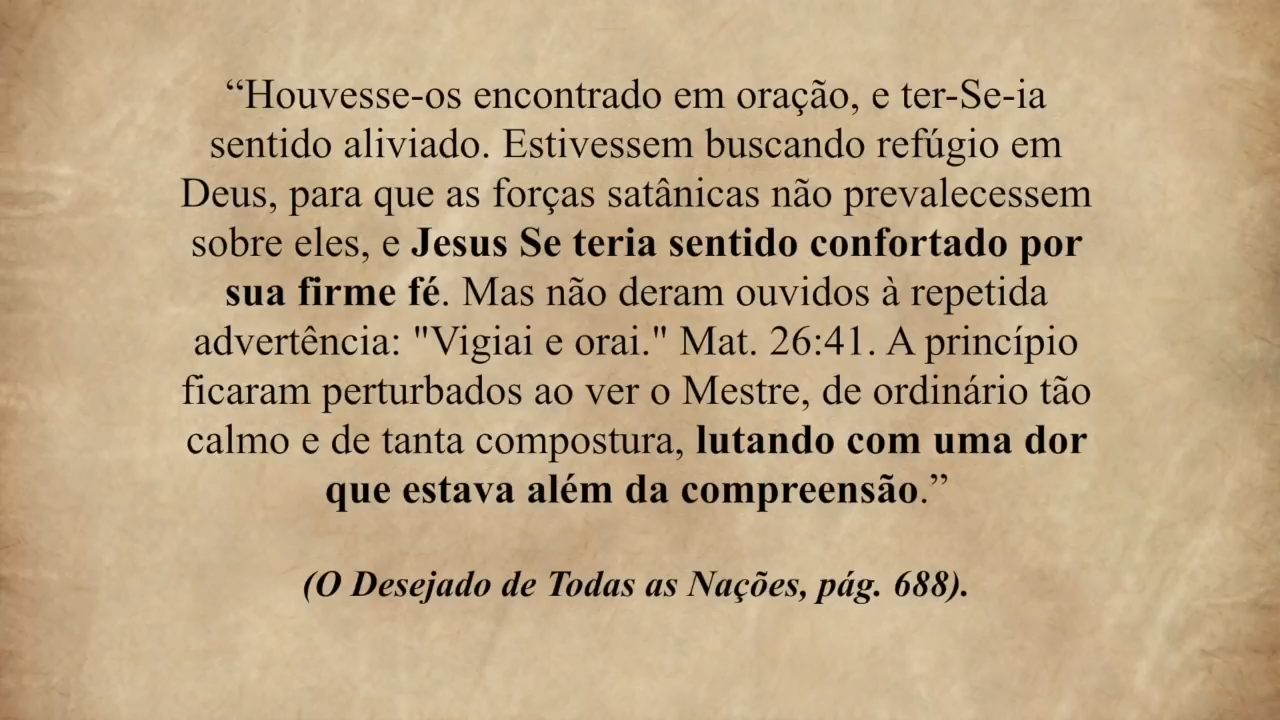 “Houvesse-os encontrado em oração, e ter-Se-ia
sentido aliviado. Estivessem buscando refúgio em
Deus, para que as forças satânicas não prevalecessem
sobre eles, e Jesus Se teria sentido confortado por
sua firme fé. Mas não deram ouvidos à repetida
advertência: "Vigiai e orai." Mat. 26:41. A princípio
ficaram perturbados ao ver o Mestre, de ordinário tão
calmo e de tanta compostura, lutando com uma dor
que estava além da compreensão.”
(O Desejado de Todas as Nações, pág. 688).